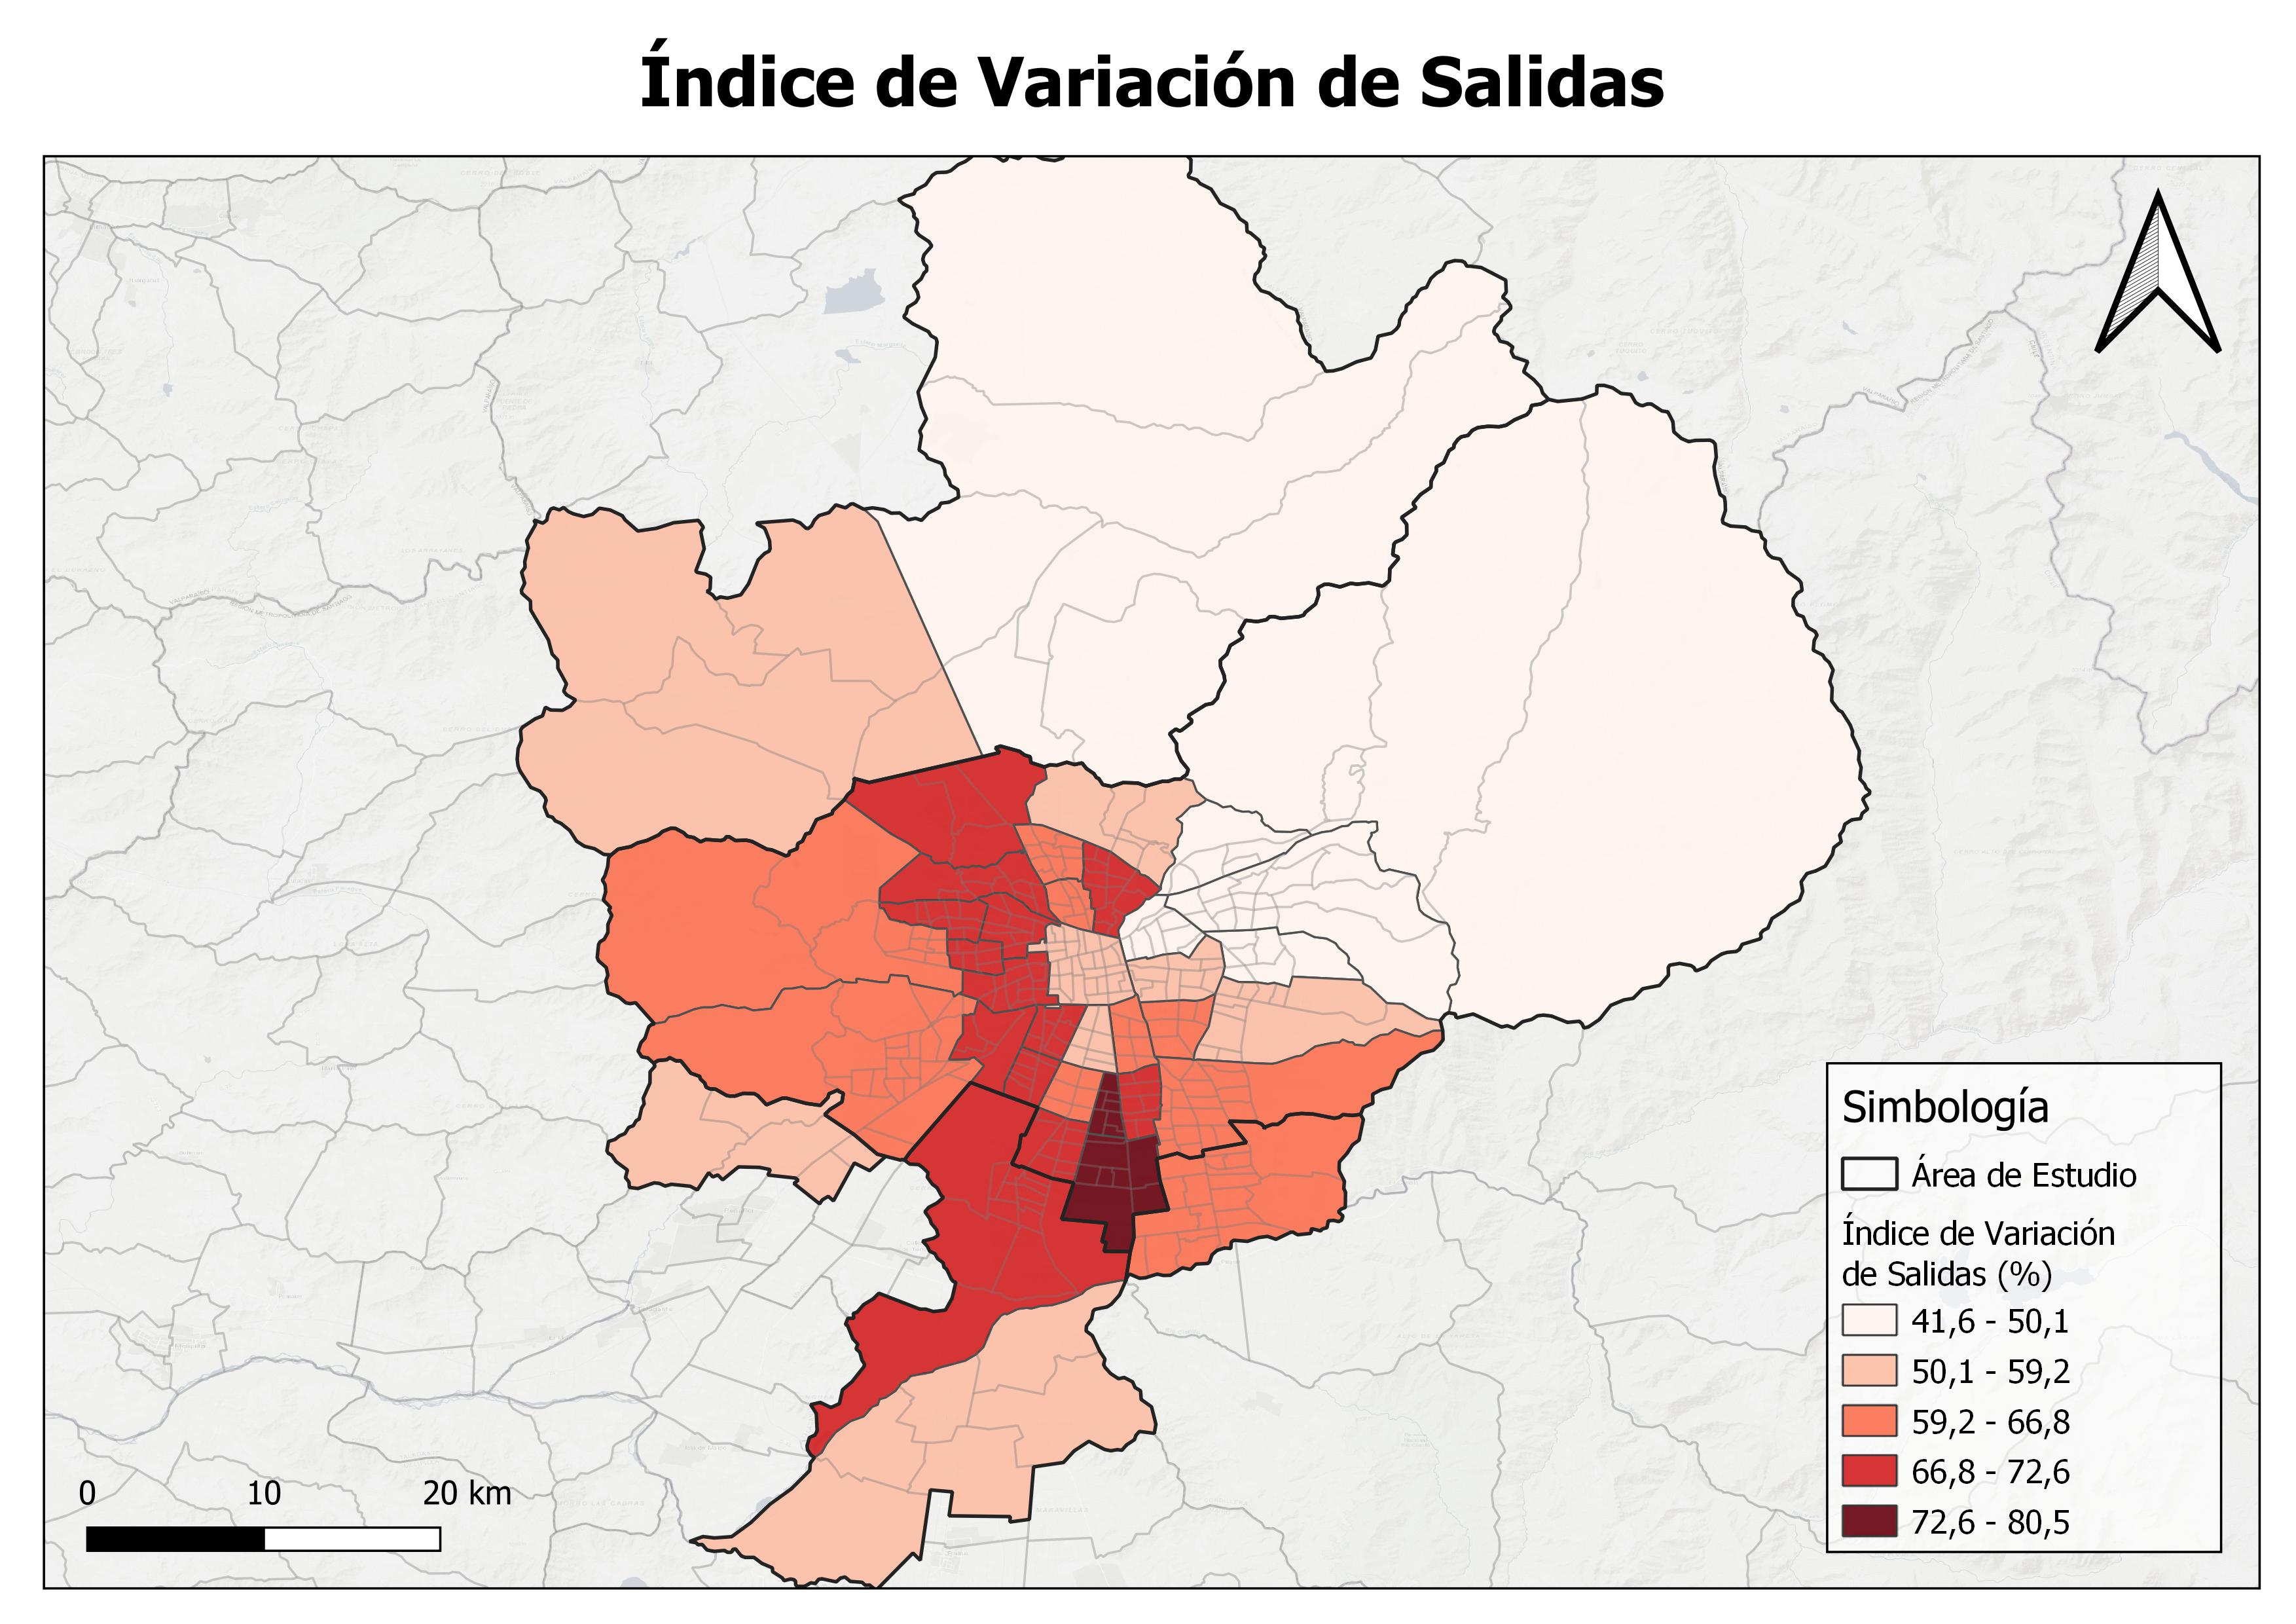 Índice de Variación de Salidas
Simbología
Área de Estudio
Índice de Variación
de Salidas (%)
41,6 - 50,1
50,1 - 59,2
59,2 - 66,8
66,8 - 72,6
72,6 - 80,5
0 10 20 km